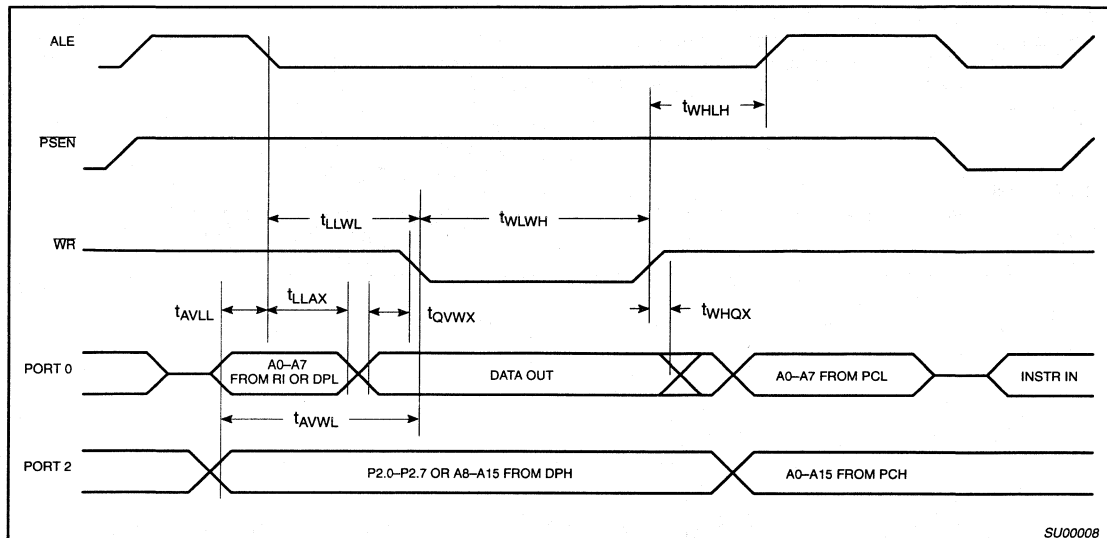 ALE
tWHLH
PSEN
tLLWL
tWLWH
WR
tAVLL
tLLAX
tQVWX
tWHQX
PORT 0
A0–A7
FROM RI OR DPL
DATA OUT
A0–A7 FROM PCL
INSTR IN
tAVWL
PORT 2
P2.0–P2.7 OR A8–A15 FROM DPH
A0–A15 FROM PCH
SU00008